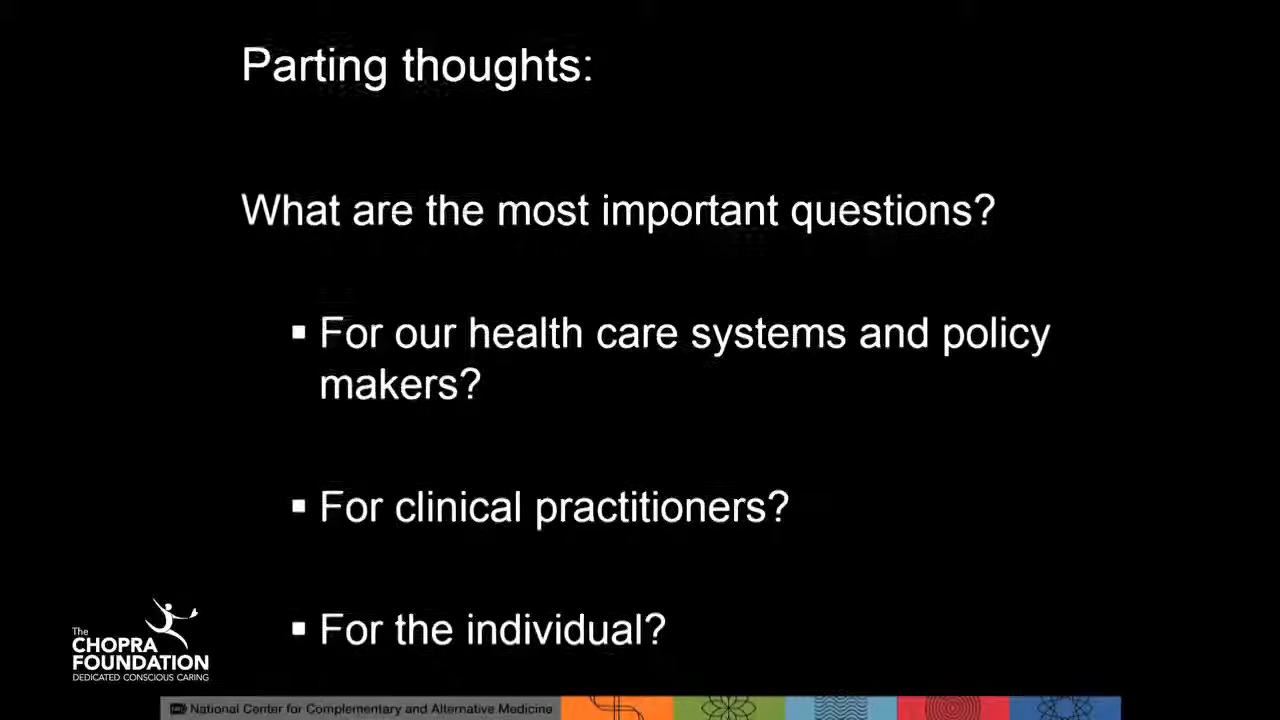 Parting thoughts:
What are the most important questions?
▪ For our health care systems and policy
makers?
▪ For clinical practitioners?
▪ For the individual?
The
CHOPRA
FOUNDATION
DEDICATED CONSCIOUS CARING
National Center for Complementary and Alternative Medicine